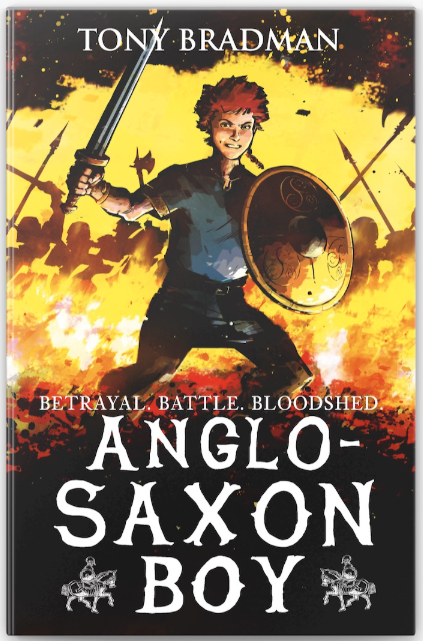 TONY BRADMAN
BETRAYAL. BATTLE. BLOODSHED.
ANGLO-
SAXON
BOY